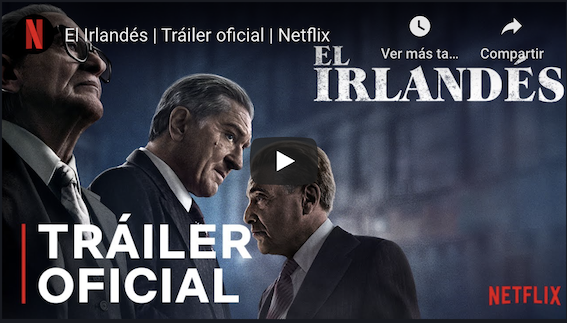 N
El Irlandés | Tráiler oficial | Netflix
Ver más ta...
Compartir
EL
IRLANDÉS
TRÁILER
OFICIAL
NETFLIX